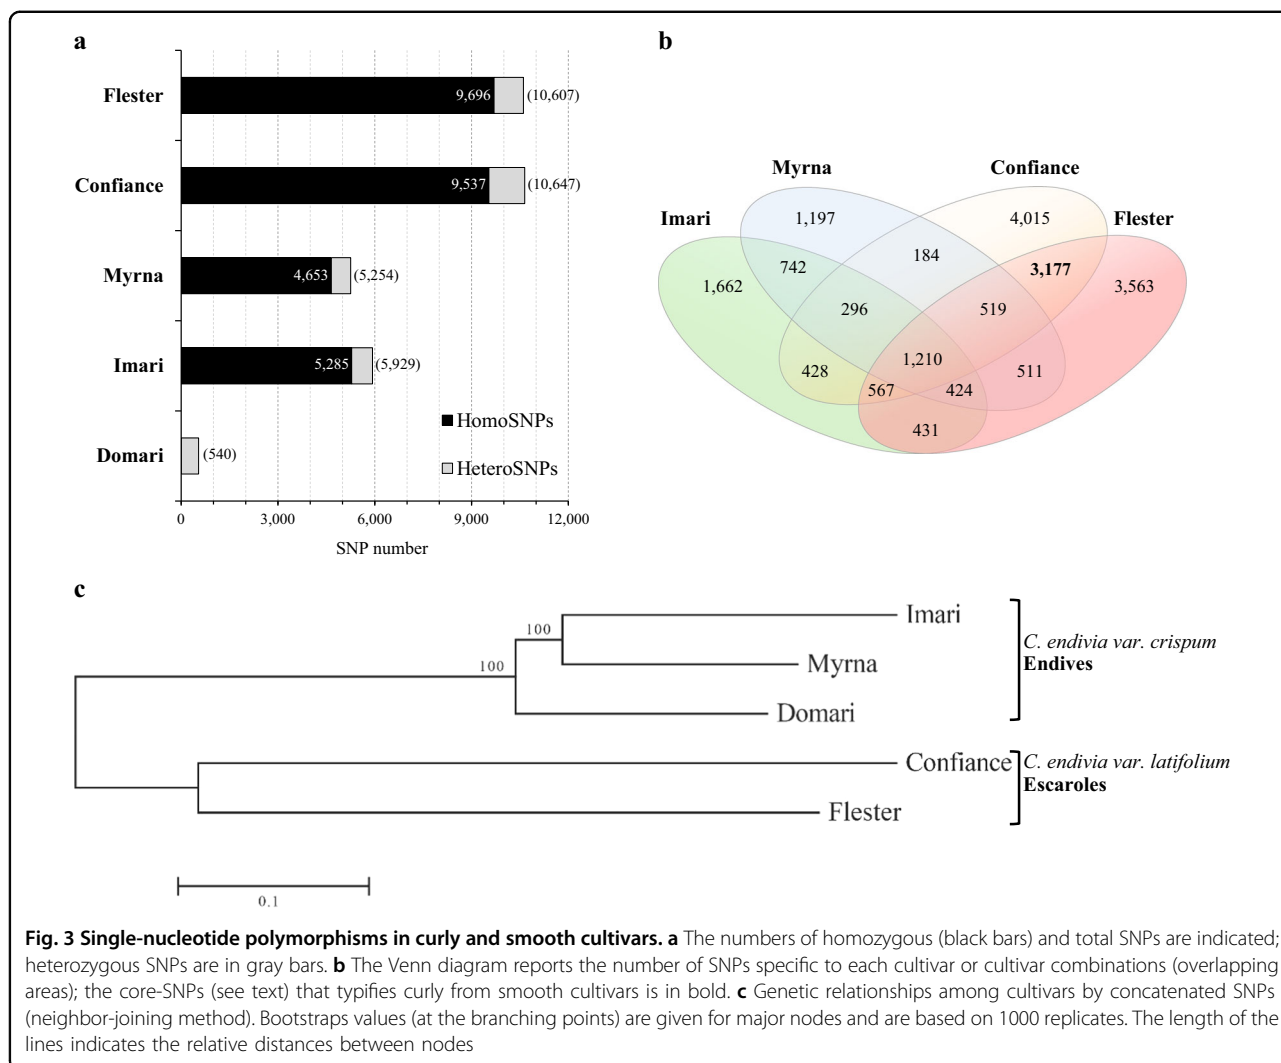 a
Flester
9,696
(10,607)
Confiance
9,537
(10,647)
Myrna
4,653
(5,254)
Imari
5,285
(5,929)
Domari
(540)
HomoSNPs
HeteroSNPs
0
3,000
6,000
9,000
12,000
SNP number
b
Myrna
Confiance
Imari
Flester
1,197
4,015
742
184
3,177
1,662
3,563
296
519
1,210
428
567
424
511
431
c
Imari
100
Myrna
100
Domari
C. endivia var. crispum
Endives
Confiance
Flester
C. endivia var. latifolium
Escaroles
0.1
Fig. 3 Single-nucleotide polymorphisms in curly and smooth cultivars. a The numbers of homozygous (black bars) and total SNPs are indicated;
heterozygous SNPs are in gray bars. b The Venn diagram reports the number of SNPs specific to each cultivar or cultivar combinations (overlapping
areas); the core-SNPs (see text) that typifies curly from smooth cultivars is in bold. c Genetic relationships among cultivars by concatenated SNPs
(neighbor-joining method). Bootstraps values (at the branching points) are given for major nodes and are based on 1000 replicates. The length of the
lines indicates the relative distances between nodes